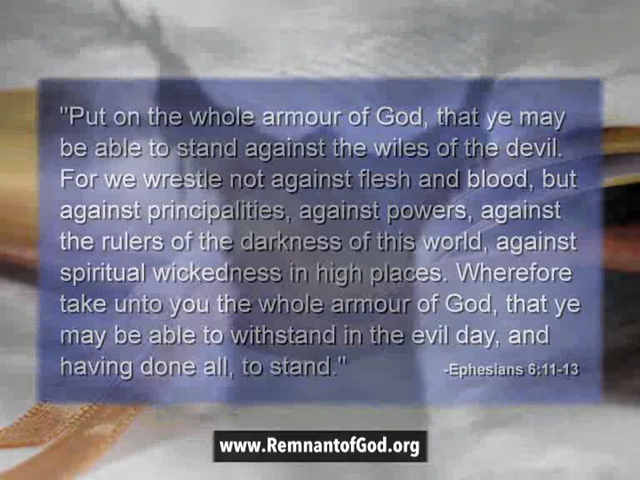 "Put on the whole armour of God, that ye may
be able to stand against the wiles of the devil.
For we wrestle not against flesh and blood, but
against principalities, against powers, against
the rulers of the darkness of this world, against
spiritual wickedness in high places. Wherefore
take unto you the whole armour of God, that ye
may be able to withstand in the evil day, and
having done all, to stand."
-Ephesians 6:11-13
www.RemnantofGod.org